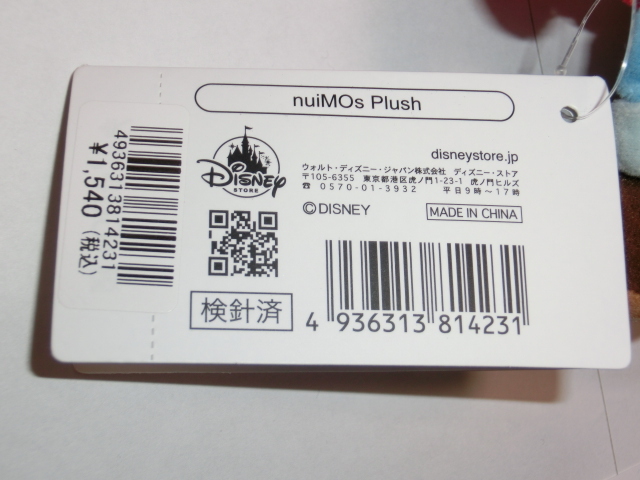 nuiMOs Plush
Disney
STORE
disneystore.jp
ウォルト・ディズニー・ジャパン株式会社 ディズニー・ストア
〒105-6355 東京都港区虎ノ門1-23-1 虎ノ門ヒルズ
☎ 0570-01-3932 平日9時～17時
©DISNEY
MADE IN CHINA
検針済
4 936313 814231
4936313814231
¥1,540 (税込)